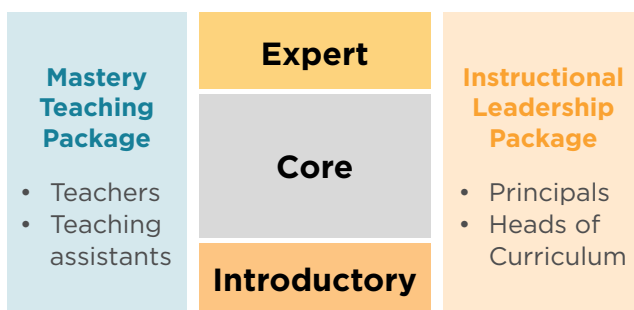 Mastery
Teaching
Package
• Teachers
• Teaching
assistants
Expert
Core
Introductory
Instructional
Leadership
Package
• Principals
• Heads of
Curriculum